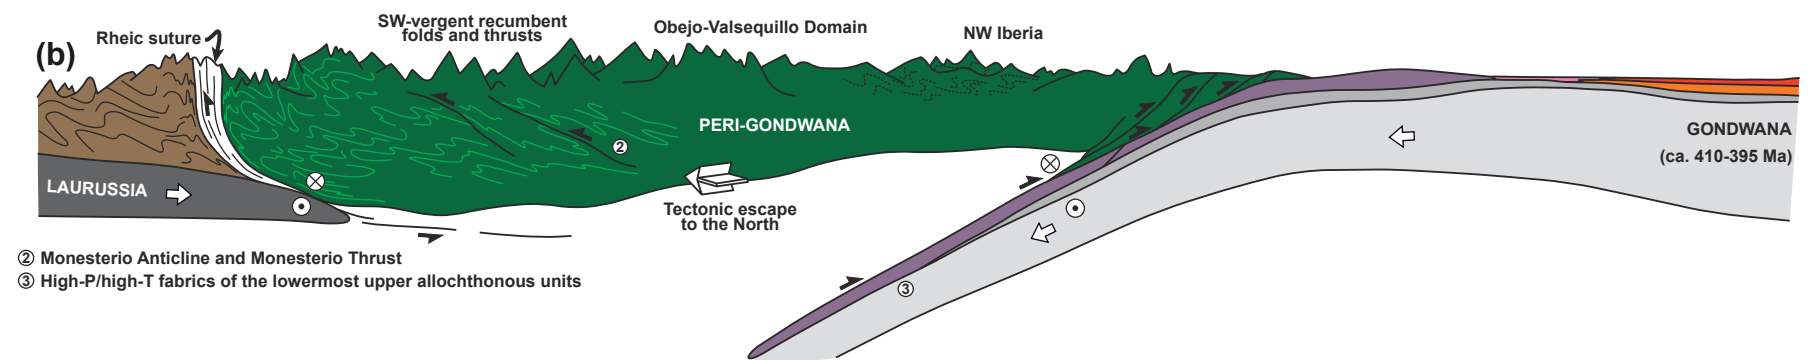 (b)
Rheic suture
SW-vergent recumbent
folds and thrusts
Obejo-Valsequillo Domain
NW Iberia
PERI-GONDWANA
2
GONDWANA
(ca. 410-395 Ma)
LAURUSSIA
Tectonic escape
to the North
② Monesterio Anticline and Monesterio Thrust
③ High-P/high-T fabrics of the lowermost upper allochthonous units
3